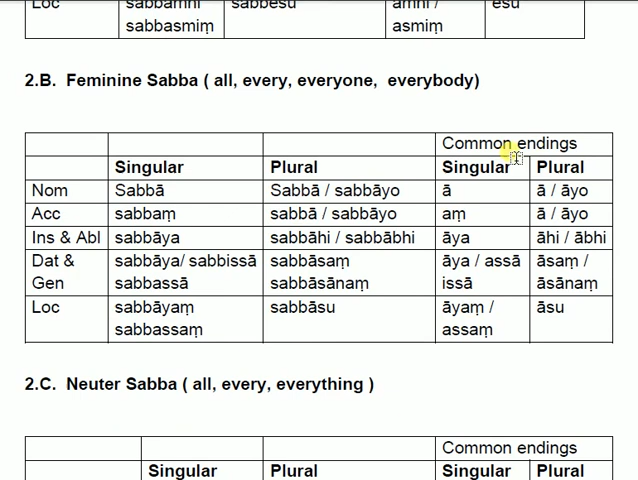 Loc sabbamhi sabbesu amhi / esu
sabbasmiṃ asmiṃ
2.B. Feminine Sabba ( all, every, everyone, everybody)
Common endings
Singular Plural Singular Plural
Nom Sabbā Sabbā / sabbāyo ā ā / āyo
Acc sabbaṃ sabbā / sabbāyo aṃ ā / āyo
Ins & Abl sabbāya sabbāhi / sabbābhi āya āhi / ābhi
Dat & sabbāya/ sabbissā sabbāsaṃ āya / assā āsaṃ /
Gen sabbassā sabbāsānaṃ issā āsānaṃ
Loc sabbāyaṃ sabbāsu āyaṃ / āsu
sabbassaṃ assaṃ
2.C. Neuter Sabba ( all, every, everything )
Common endings
Singular Plural Singular Plural